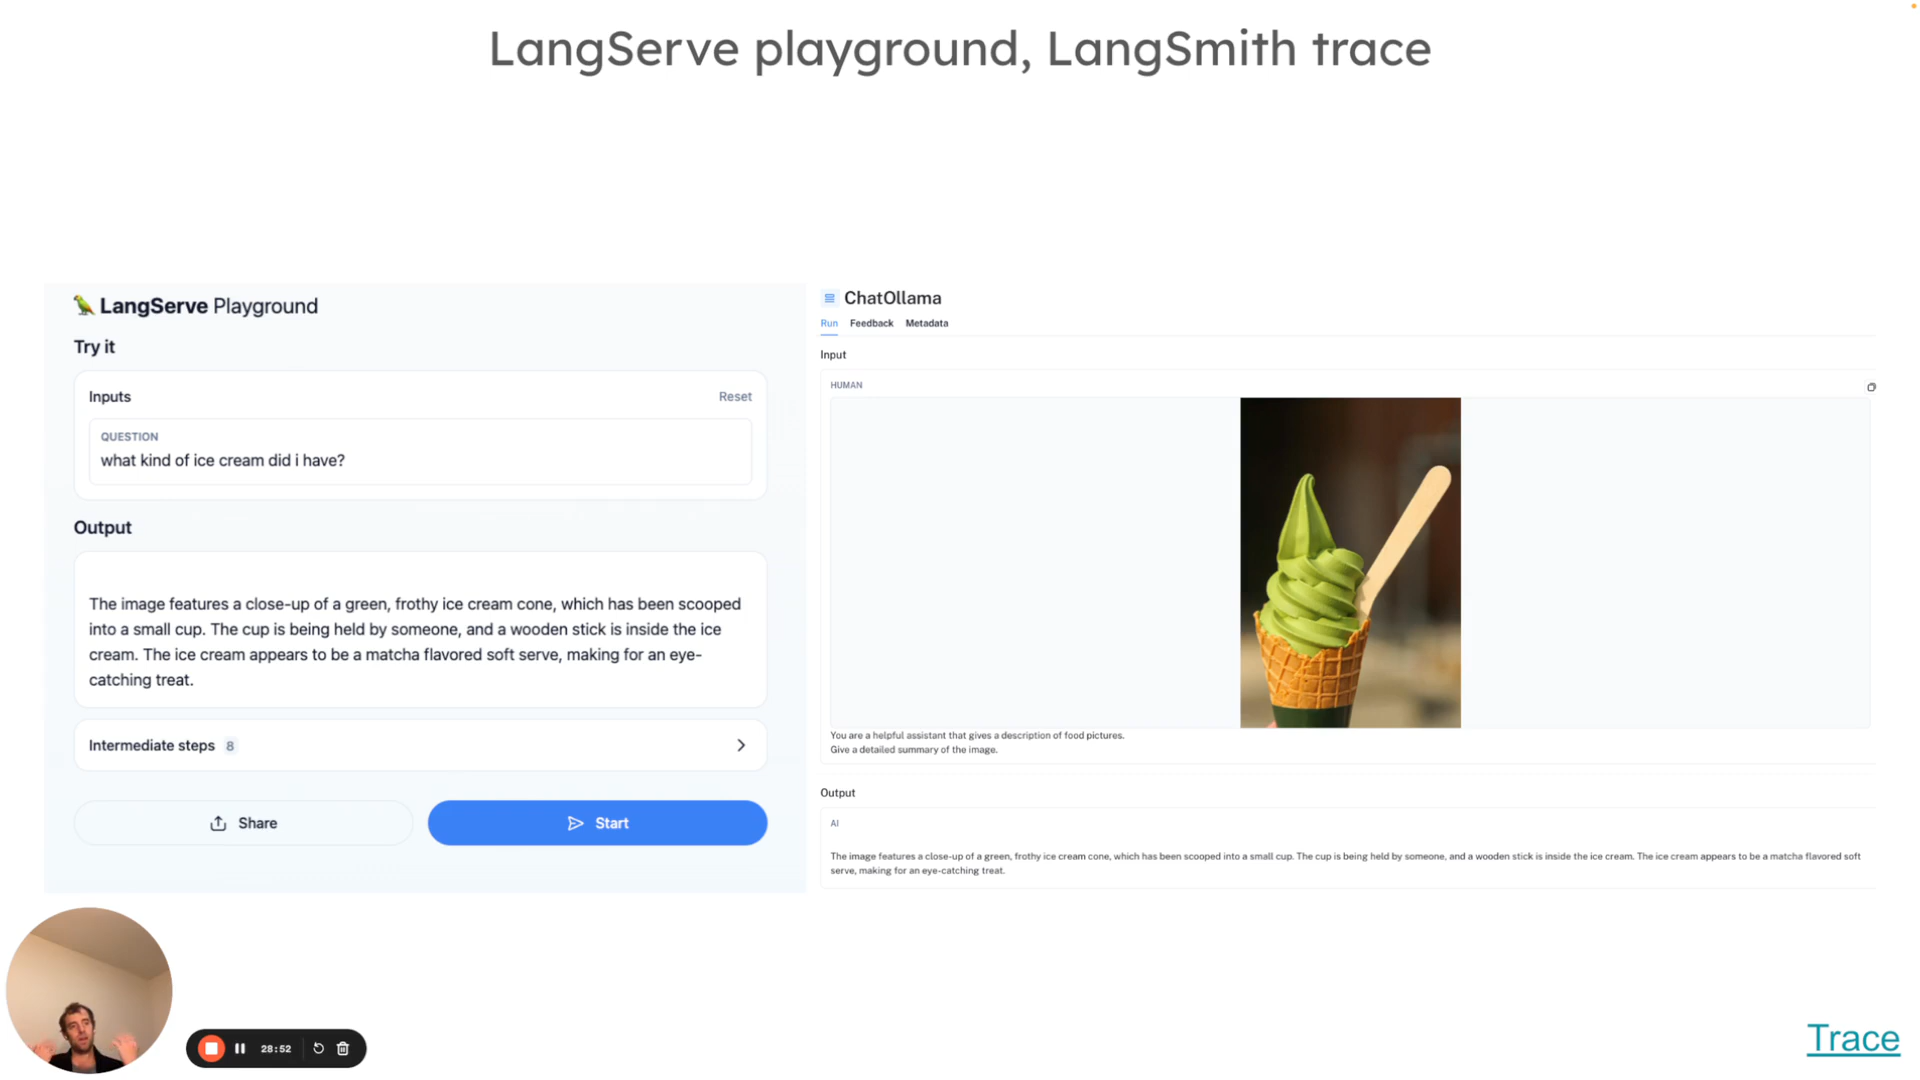 LangServe playground, LangSmith trace
LangServe Playground
Try it
Inputs
Reset
QUESTION
what kind of ice cream did i have?
Output
The image features a close-up of a green, frothy ice cream cone, which has been scooped
into a small cup. The cup is being held by someone, and a wooden stick is inside the ice
cream. The ice cream appears to be a matcha flavored soft serve, making for an eye-
catching treat.
Intermediate steps 8
Share
Start
ChatOllama
Run Feedback Metadata
Input
HUMAN
You are a helpful assistant that gives a description of food pictures.
Give a detailed summary of the image.
Output
AI
The image features a close-up of a green, frothy ice cream cone, which has been scooped into a small cup. The cup is being held by someone, and a wooden stick is inside the ice cream. The ice cream appears to be a matcha flavored soft
serve, making for an eye-catching treat.
28:52
Trace